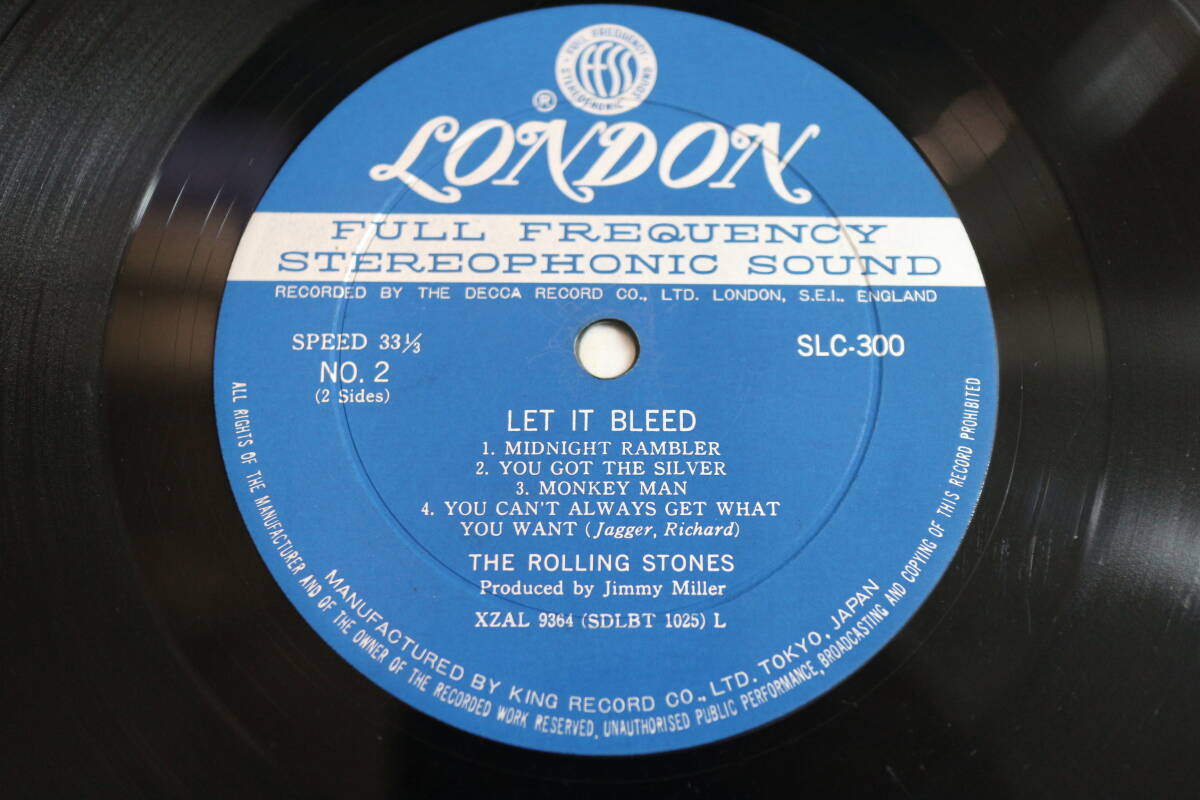 FULL FREQUENCY
STEREOPHONIC SOUND
ffss
®
LONDON
FULL FREQUENCY
STEREOPHONIC SOUND
RECORDED BY THE DECCA RECORD CO., LTD. LONDON, S.E.I.. ENGLAND
SPEED 33⅓
SLC-300
NO. 2
(2 Sides)
LET IT BLEED
1. MIDNIGHT RAMBLER
2. YOU GOT THE SILVER
3. MONKEY MAN
4. YOU CAN'T ALWAYS GET WHAT
YOU WANT (Jagger, Richard)
THE ROLLING STONES
Produced by Jimmy Miller
XZAL 9364 (SDLBT 1025) L
MANUFACTURED BY KING RECORD CO., LTD. TOKYO, JAPAN
ALL RIGHTS OF THE MANUFACTURER AND OF THE OWNER OF THE RECORDED WORK RESERVED, UNAUTHORISED PUBLIC PERFORMANCE, BROADCASTING AND COPYING OF THIS RECORD PROHIBITED